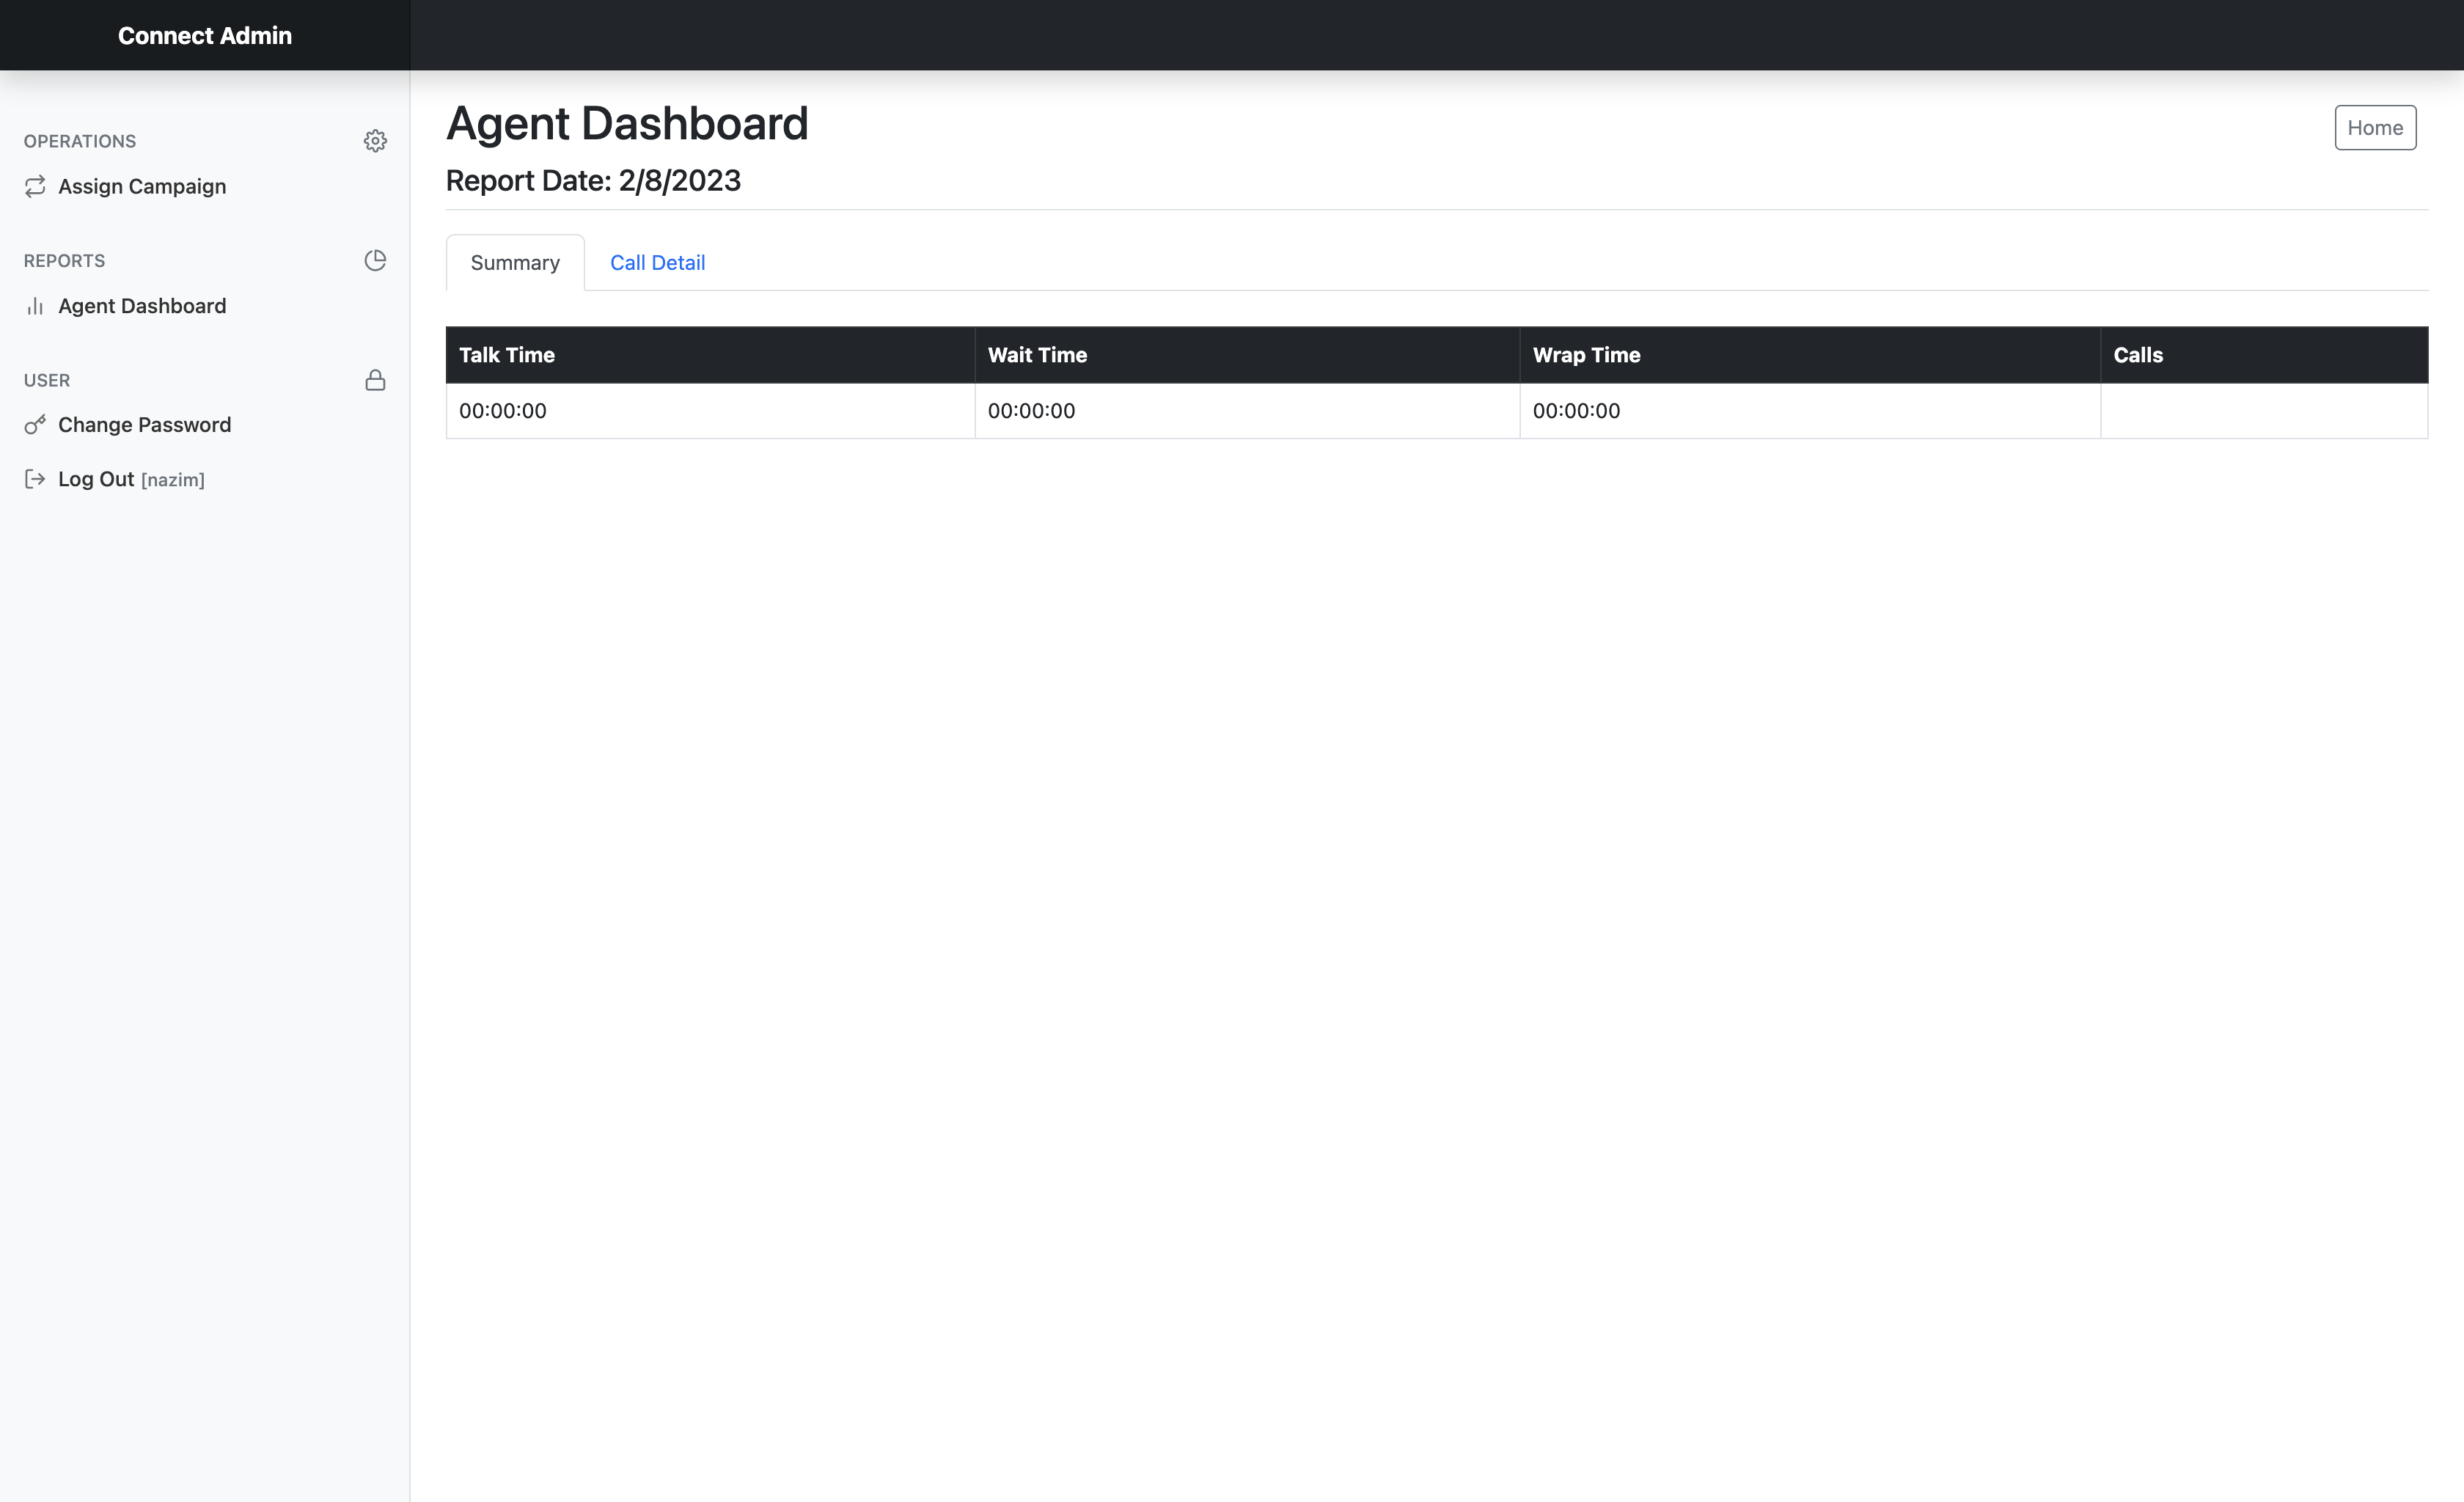 Connect Admin
OPERATIONS
Assign Campaign
REPORTS
Agent Dashboard
USER
Change Password
Log Out [nazim]
Agent Dashboard
Home
Report Date: 2/8/2023
Summary Call Detail
Talk Time Wait Time Wrap Time Calls
00:00:00 00:00:00 00:00:00